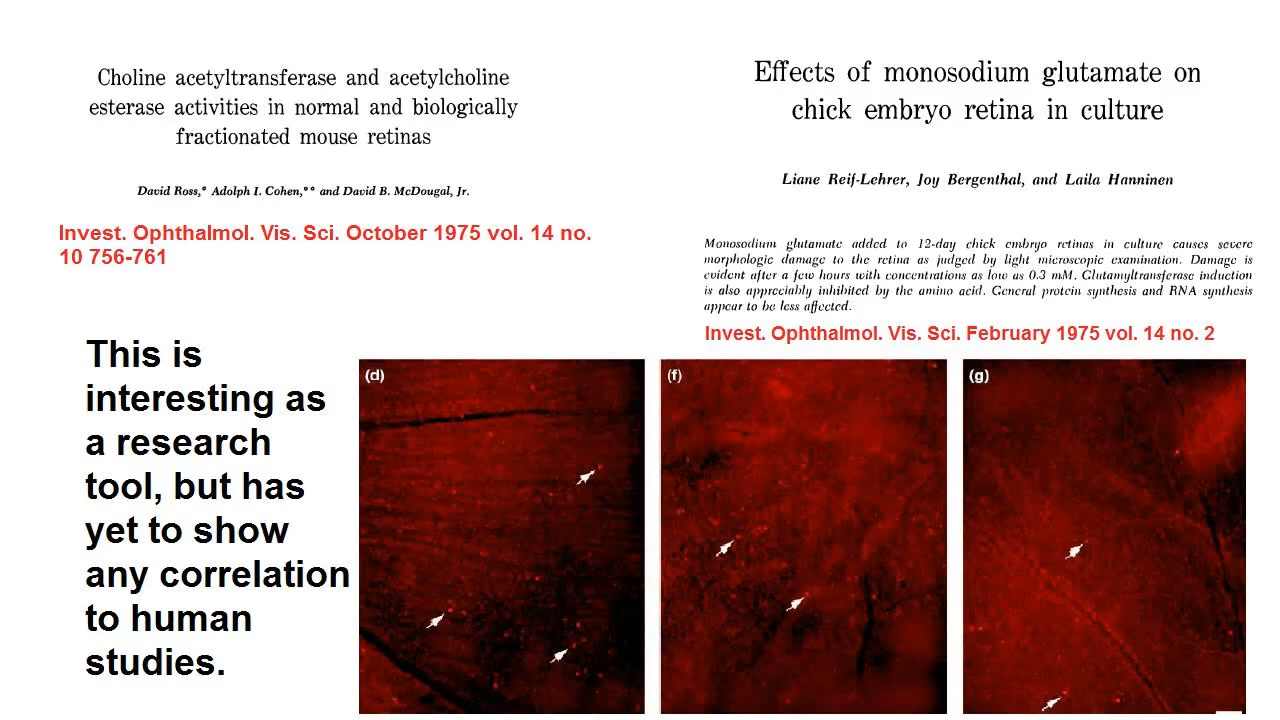 Choline acetyltransferase and acetylcholine
esterase activities in normal and biologically
fractionated mouse retinas
David Ross,* Adolph I. Cohen,** and David B. McDougal, Jr.
Invest. Ophthalmol. Vis. Sci. October 1975 vol. 14 no.
10 756-761
Effects of monosodium glutamate on
chick embryo retina in culture
Liane Reif-Lehrer, Joy Bergenthal, and Laila Hanninen
Monosodium glutamate added to 12-day chick embryo retinas in culture causes severe
morphologic damage to the retina as judged by light microscopic examination. Damage is
evident after a few hours with concentrations as low as 0.3 mM. Glutamyltransferase induction
is also appreciably inhibited by the amino acid. General protein synthesis and RNA synthesis
appear to be less affected.
Invest. Ophthalmol. Vis. Sci. February 1975 vol. 14 no. 2
This is
interesting as
a research
tool, but has
yet to show
any correlation
to human
studies.
(d)
(f)
(g)